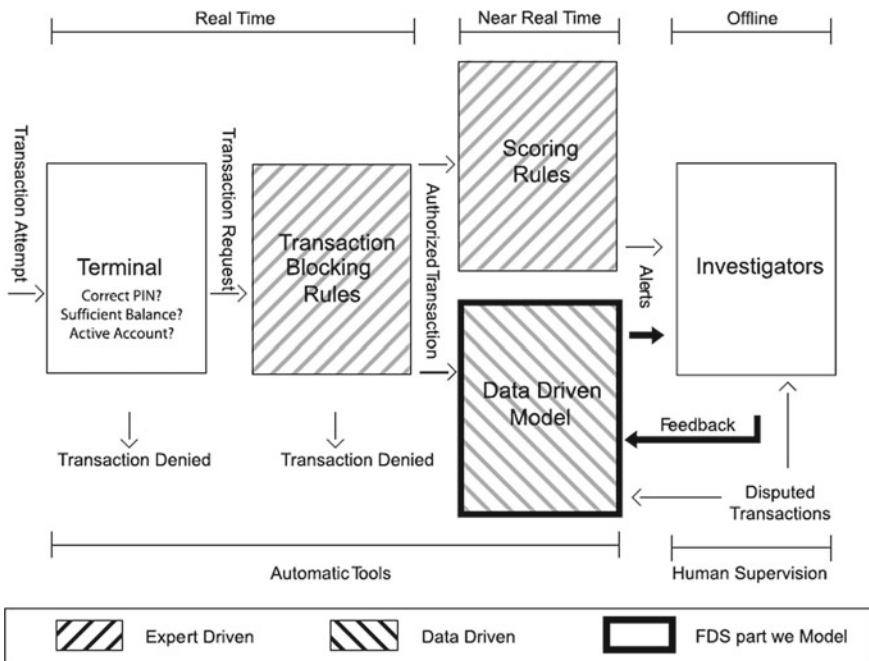 Real Time
Near Real Time
Offline
Transaction Attempt
Terminal
Correct PIN?
Sufficient Balance?
Active Account?
Transaction Request
Transaction
Blocking
Rules
Authorized Transaction
Scoring
Rules
Data Driven
Model
Alerts
Investigators
Feedback
Transaction Denied
Transaction Denied
Disputed
Transactions
Automatic Tools
Human Supervision
Expert Driven
Data Driven
FDS part we Model